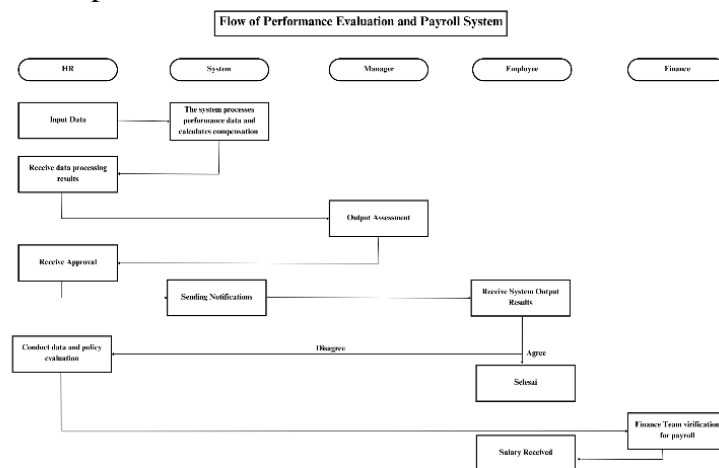 Flow of Performance Evaluation and Payroll System
HR
System
Manager
Employee
Finance
Input Data
The system processes
performance data and
calculates compensation
Receive data processing
results
Output Assessment
Receive Approval
Sending Notifications
Receive System Output
Results
Conduct data and policy
evaluation
Disagree
Agree
Selesai
Finance Team virification
for payroll
Salary Received